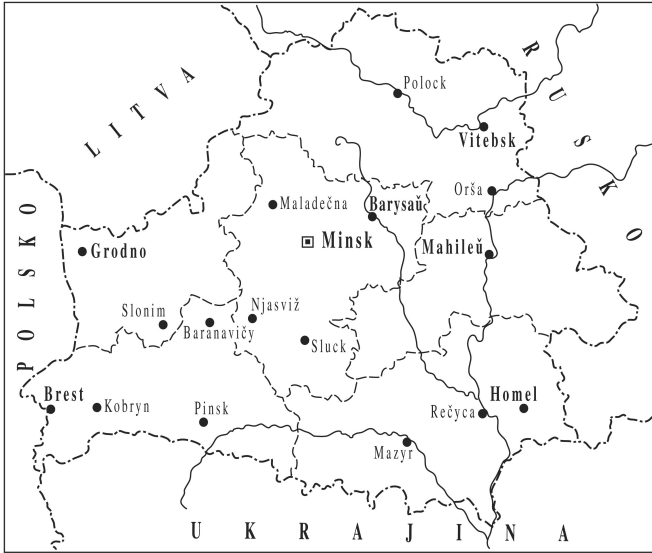 RUSKO
LITVA
POLSKO
Polock
Vitebsk
Orša
Maladečna
Barysaŭ
Minsk
Mahileŭ
Grodno
Slonim
Baranavičy
Njasviž
Sluck
Brest
Kobryn
Pinsk
Rečyca
Homel
Mazyr
UKRAJINA